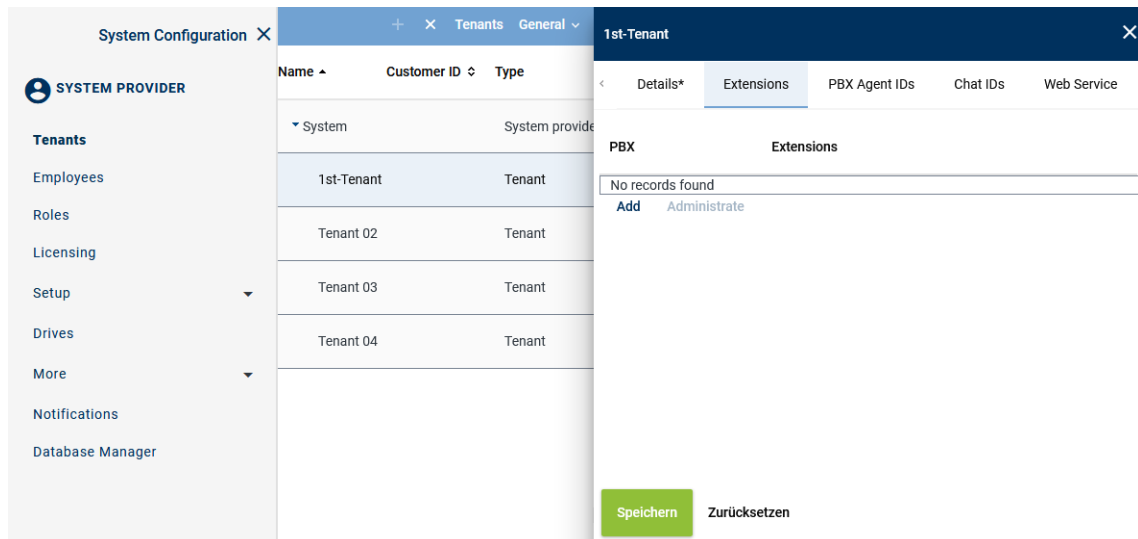 System Configuration
SYSTEM PROVIDER
Tenants
Employees
Roles
Licensing
Setup
Drives
More
Notifications
Database Manager
Tenants General
Name Customer ID Type
System System provide
1st-Tenant Tenant
Tenant 02 Tenant
Tenant 03 Tenant
Tenant 04 Tenant
1st-Tenant
Details* Extensions PBX Agent IDs Chat IDs Web Service
PBX Extensions
No records found
Add Administrate
Speichern Zurücksetzen